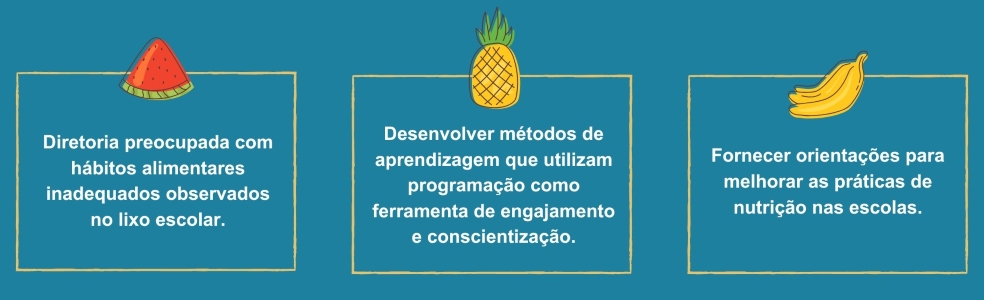 Diretoria preocupada com
hábitos alimentares
inadequados observados
no lixo escolar.
Desenvolver métodos de
aprendizagem que utilizam
programação como
ferramenta de engajamento
e conscientização.
Fornecer orientações para
melhorar as práticas de
nutrição nas escolas.